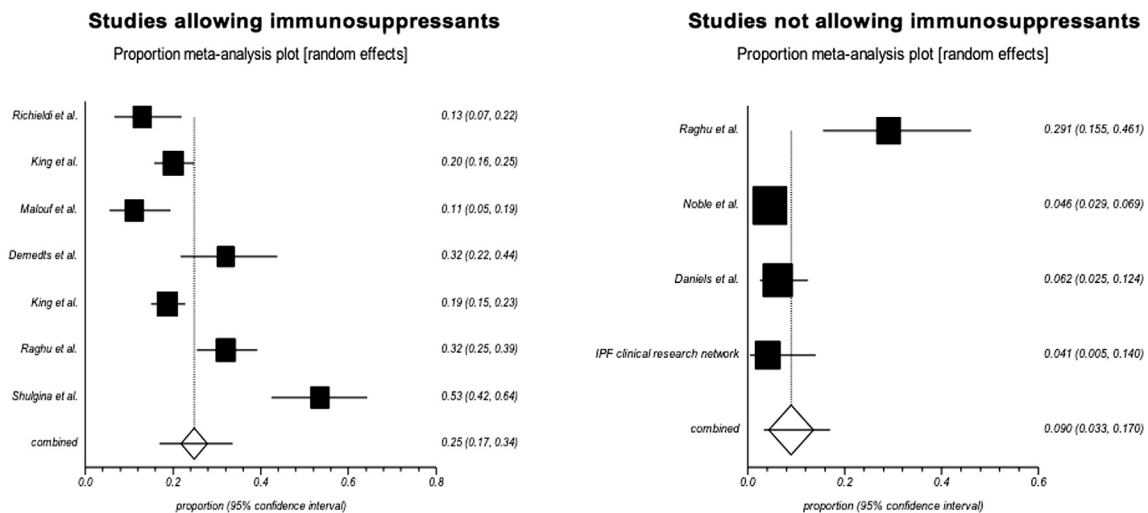 Studies allowing immunosuppressants
Proportion meta-analysis plot [random effects]
Richieldi et al. 0.13 (0.07, 0.22)
King et al. 0.20 (0.16, 0.25)
Malouf et al. 0.11 (0.05, 0.19)
Demedts et al. 0.32 (0.22, 0.44)
King et al. 0.19 (0.15, 0.23)
Raghu et al. 0.32 (0.25, 0.39)
Shulgina et al. 0.53 (0.42, 0.64)
combined 0.25 (0.17, 0.34)
0.0 0.2 0.4 0.6 0.8
proportion (95% confidence interval)
Studies not allowing immunosuppressants
Proportion meta-analysis plot [random effects]
Raghu et al. 0.291 (0.155, 0.461)
Noble et al. 0.046 (0.029, 0.069)
Daniels et al. 0.062 (0.025, 0.124)
IPF clinical research network 0.041 (0.005, 0.140)
combined 0.090 (0.033, 0.170)
0.0 0.2 0.4 0.6
proportion (95% confidence interval)